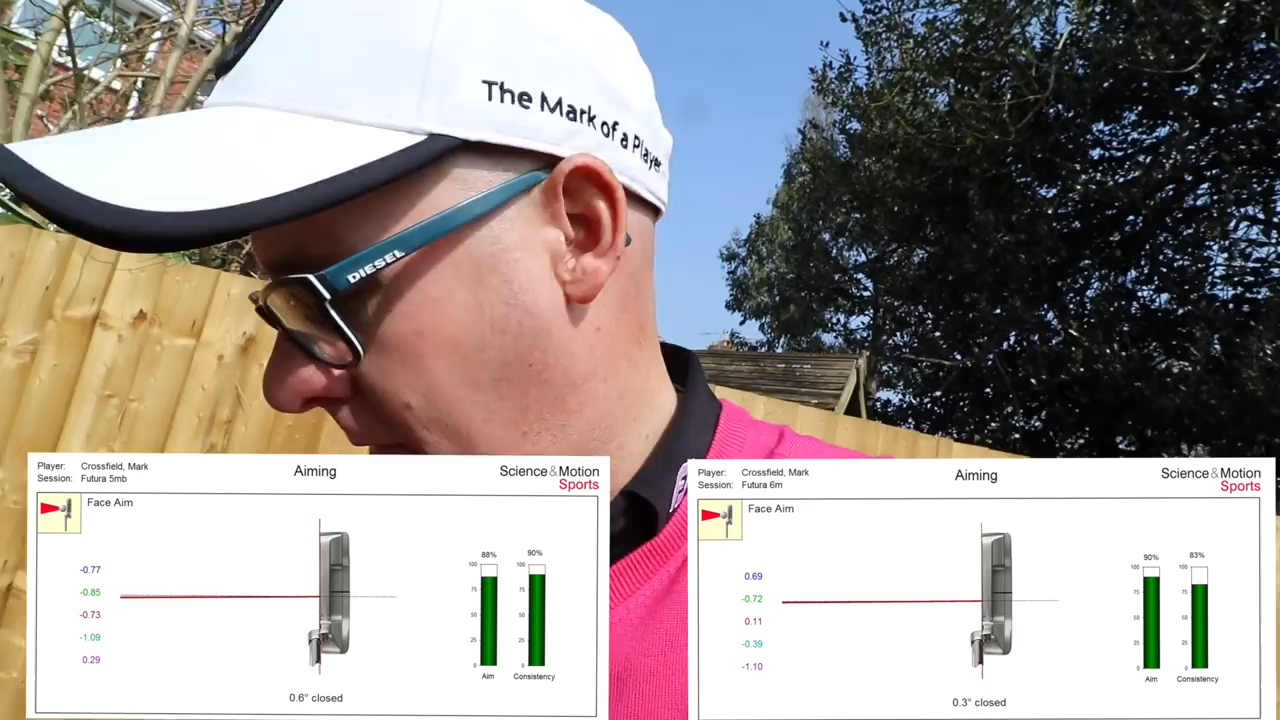 The Mark of a Player
DIESEL
Player: Crossfield, Mark
Session: Futura 5mb
Aiming
Science&Motion
Sports
Face Aim
-0.77
-0.85
-0.73
-1.09
0.29
88%
90%
100
100
75
75
50
50
25
25
0
0
Aim
Consistency
0.6° closed
Player: Crossfield, Mark
Session: Futura 6m
Aiming
Science&Motion
Sports
Face Aim
0.69
-0.72
0.11
-0.39
-1.10
90%
83%
100
100
75
75
50
50
25
25
0
0
Aim
Consistency
0.3° closed